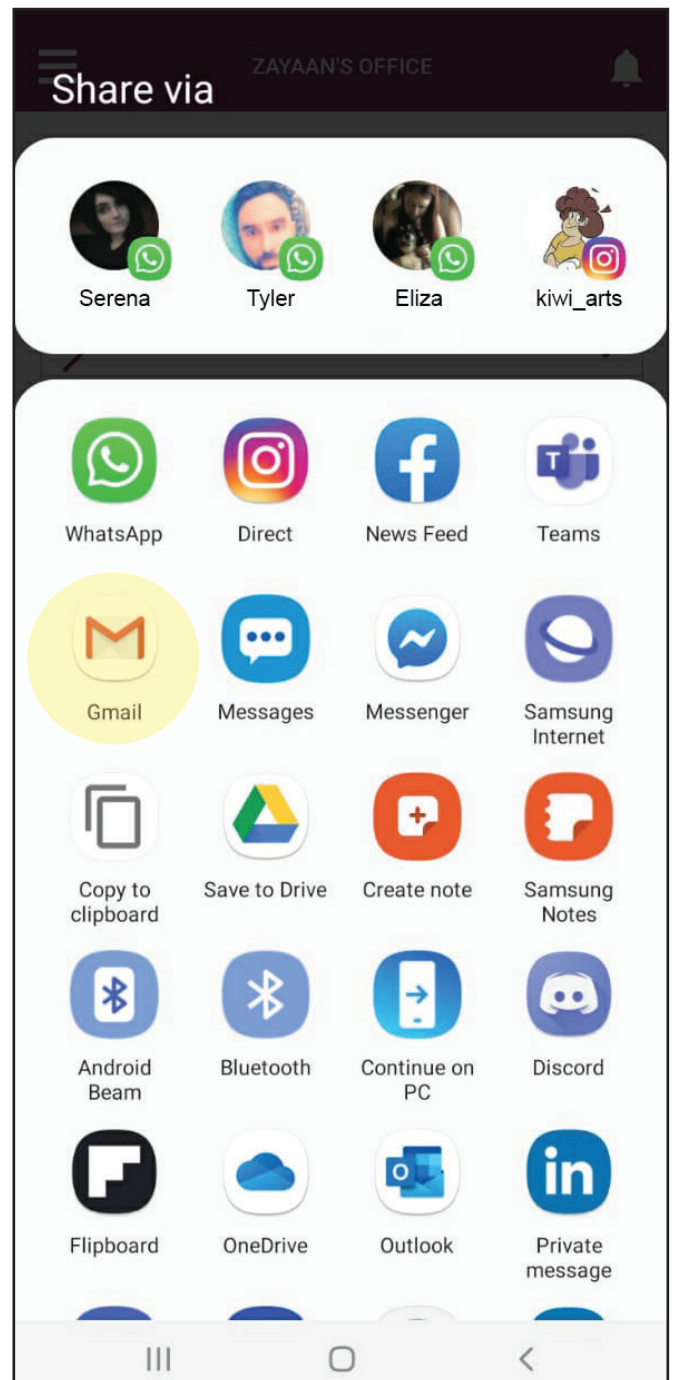 ZAYAAN'S OFFICE
Share via
Serena Tyler Eliza kiwi_arts
WhatsApp Direct News Feed Teams
Gmail Messages Messenger Samsung
Internet
Copy to Save to Drive Create note Samsung
clipboard Notes
Android Bluetooth Continue on Discord
Beam PC
Flipboard OneDrive Outlook Private
message